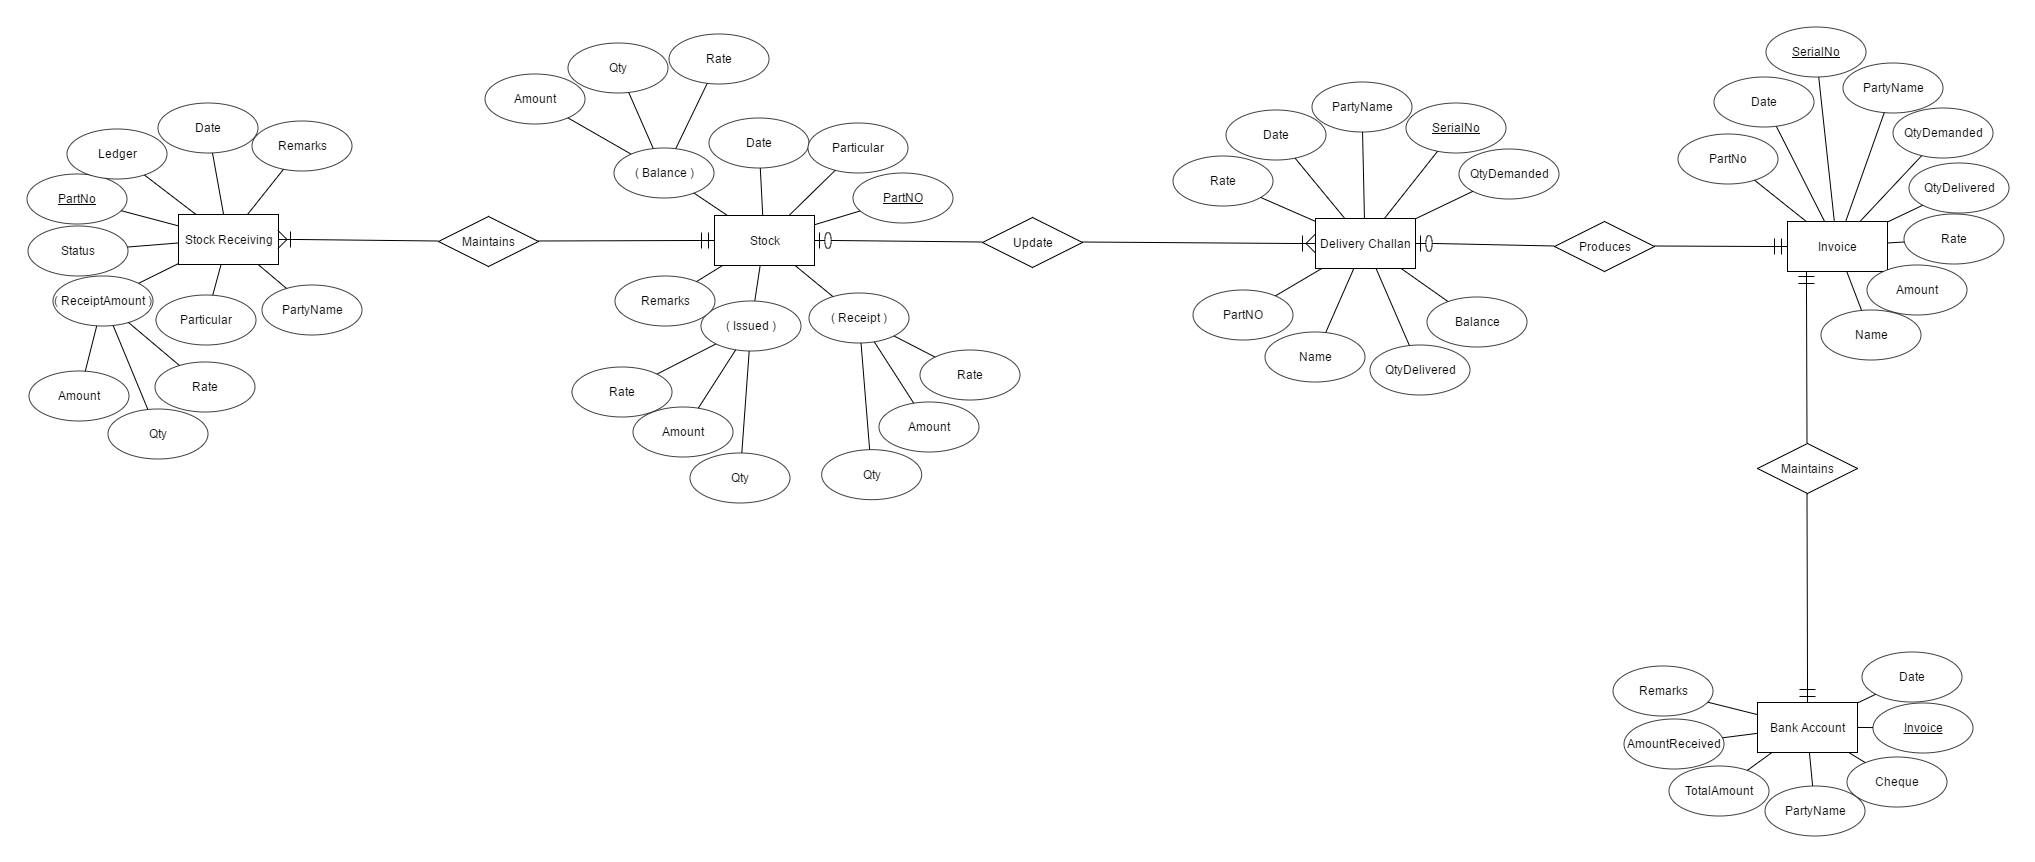 Ledger
Date
Remarks
PartNo
Stock Receiving
Status
( ReceiptAmount )
Particular
PartyName
Amount
Qty
Rate
Maintains
Amount
Qty
Rate
( Balance )
Date
Particular
PartNO
Stock
Remarks
( Issued )
( Receipt )
Rate
Amount
Qty
Rate
Amount
Qty
Update
Rate
Date
PartyName
SerialNo
QtyDemanded
Delivery Challan
PartNO
Name
QtyDelivered
Balance
Produces
SerialNo
Date
PartyName
PartNo
QtyDemanded
QtyDelivered
Invoice
Rate
Amount
Name
Maintains
Remarks
Date
Bank Account
Invoice
AmountReceived
TotalAmount
PartyName
Cheque